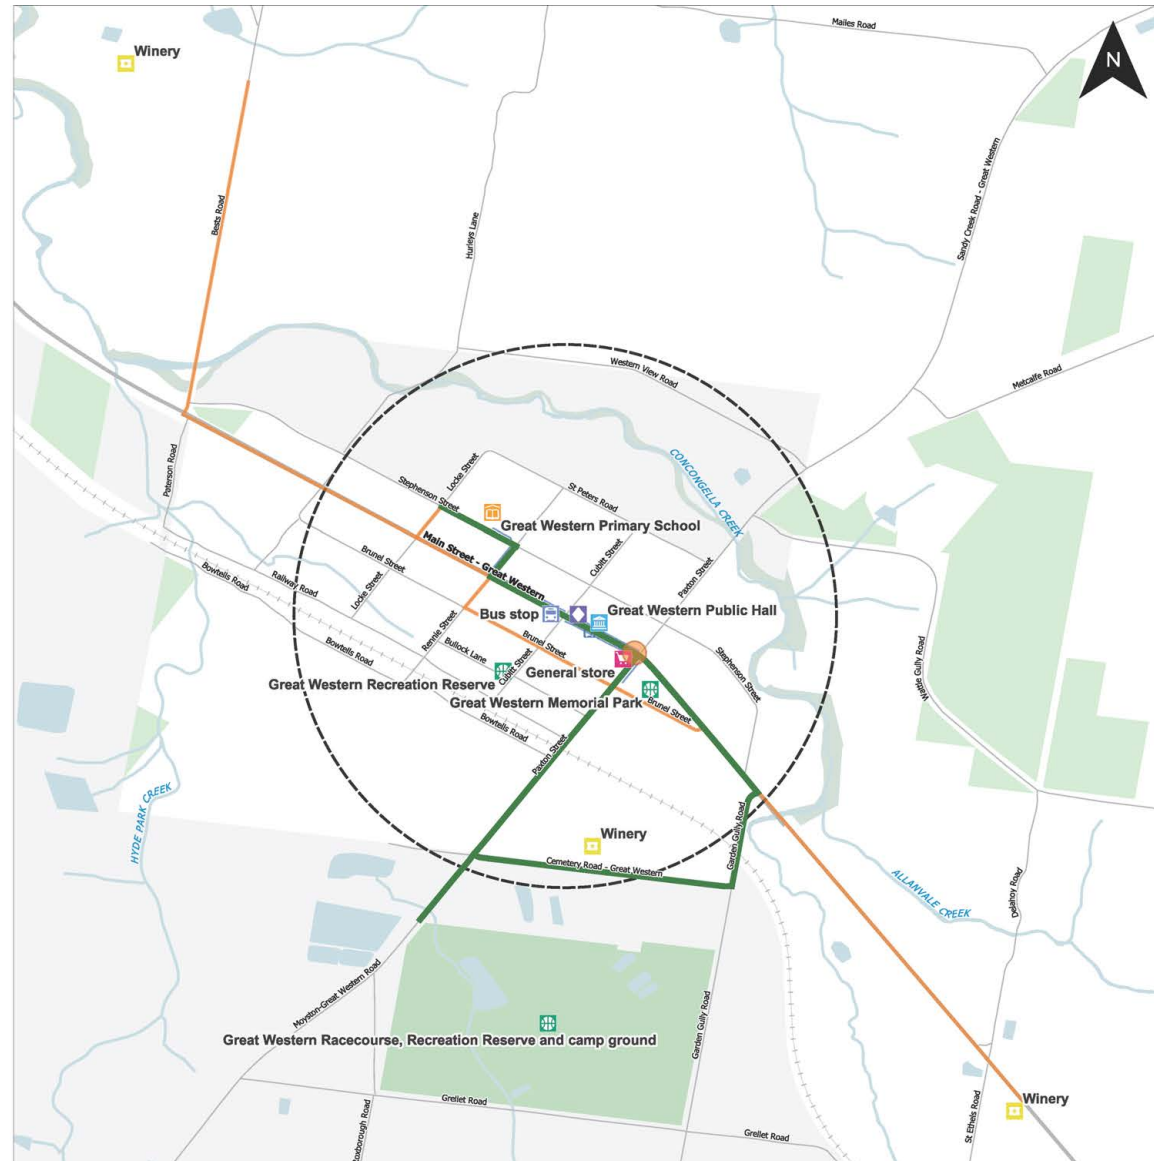 Mailes Road
Winery
N
Sandy Creek Road - Great Western
Bests Road
Hurleys Lane
Western View Road
Metcalfe Road
Paterson Road
Locke Street
CONCONGELLA CREEK
Stephenson Street
St Peters Road
Great Western Primary School
Main Street - Great Western
Cubitt Street
Brunel Street
Paxton Street
Bowtells Road
Railway Road
Locke Street
Bus stop
Great Western Public Hall
Rennie Street
Brunel Street
Bullock Lane
Bowtells Road
Cubitt Street
General store
Stephenson Street
Great Western Recreation Reserve
Great Western Memorial Park
Brunel Street
Bowtells Road
Paxton Street
HYDE PARK CREEK
Winery
Garden Gully Road
Cemetery Road - Great Western
ALLANVALE CREEK
Delahoy Road
Moyston-Great Western Road
Garden Gully Road
Great Western Racecourse, Recreation Reserve and camp ground
Grellet Road
Winery
St Ethels Road
Grellet Road